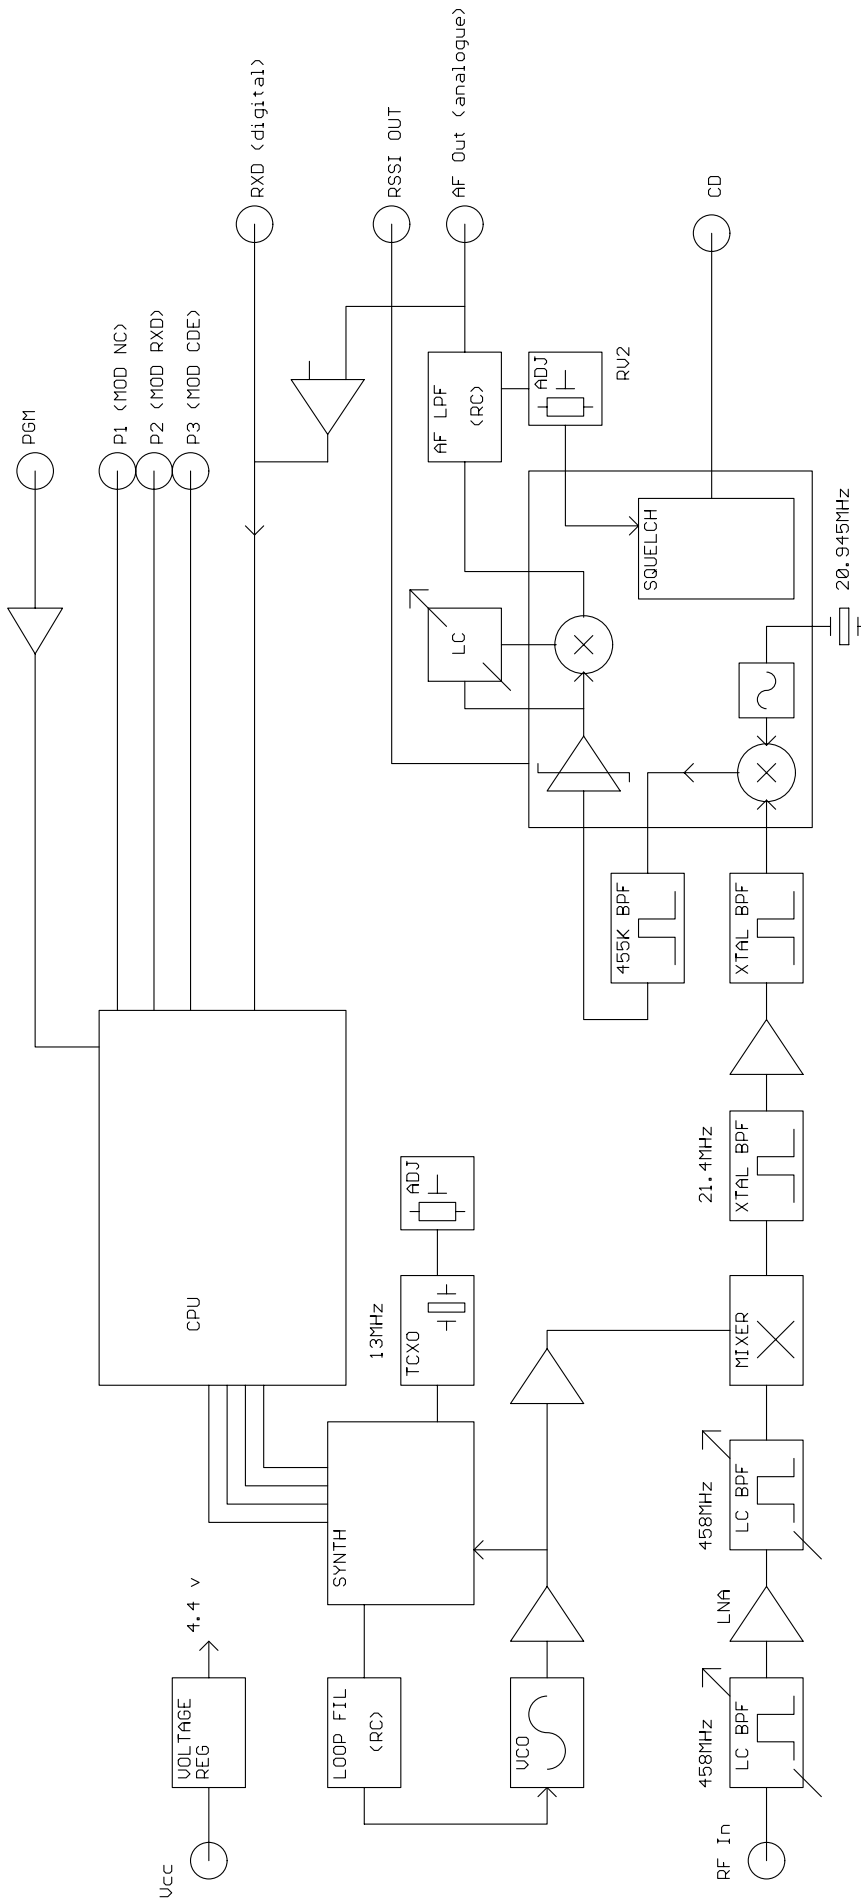 PGM
P1 (MOD NC)
P2 (MOD RXD)
P3 (MOD CDE)
RXD (digital)
RSSI OUT
AF Out (analogue)
CD
CPU
Vcc
VOLTAGE
REG
4.4 v
SYNTH
LOOP FIL
(RC)
VCO
13MHz
TCXO
ADJ
AF LPF
(RC)
ADJ
RV2
LC
SQUELCH
20.945MHz
455K BPF
RF In
458MHz
LC BPF
LNA
458MHz
LC BPF
MIXER
21.4MHz
XTAL BPF
XTAL BPF